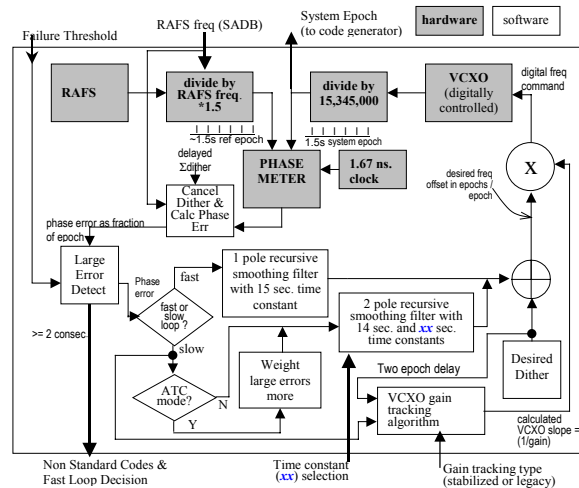 Failure Threshold
RAFS freq (SADB)
System Epoch
(to code generator)
hardware
software
RAFS
divide by
RAFS freq.
*1.5
divide by
15,345,000
VCXO
(digitally
controlled)
digital freq
command
~1.5s ref epoch
1.5s system epoch
delayed
Σdither
PHASE
METER
1.67 ns.
clock
X
Cancel Dither &
Cancel Dither & Calc Phase
Err
desired freq
offset in epochs /
epoch
phase error as fraction
of epoch
Large
Error
Detect
Phase
error
fast
fast or
slow
loop ?
1 pole recursive
smoothing filter
with 15 sec. time
constant
2 pole recursive
smoothing filter with
14 sec. and xx sec.
time constants
>= 2 consec.
slow
ATC
mode?
N
Y
Weight
large errors
more
Two epoch delay
Desired
Dither
VCXO gain
tracking
algorithm
calculated
VCXO slope =
(1/gain)
Non Standard Codes &
Fast Loop Decision
Time constant
(xx) selection
Gain tracking type
(stabilized or legacy)